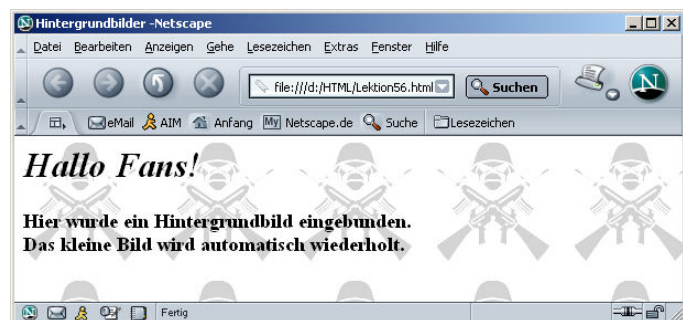 Hintergrundbilder -Netscape
Datei Bearbeiten Anzeigen Gehe Lesezeichen Extras Fenster Hilfe
file:///d:/HTML/Lektion56.html Suchen N
eMail AIM Anfang My Netscape.de Suche Lesezeichen
Hallo Fans!
Hier wurde ein Hintergrundbild eingebunden.
Das kleine Bild wird automatisch wiederholt.
Fertig